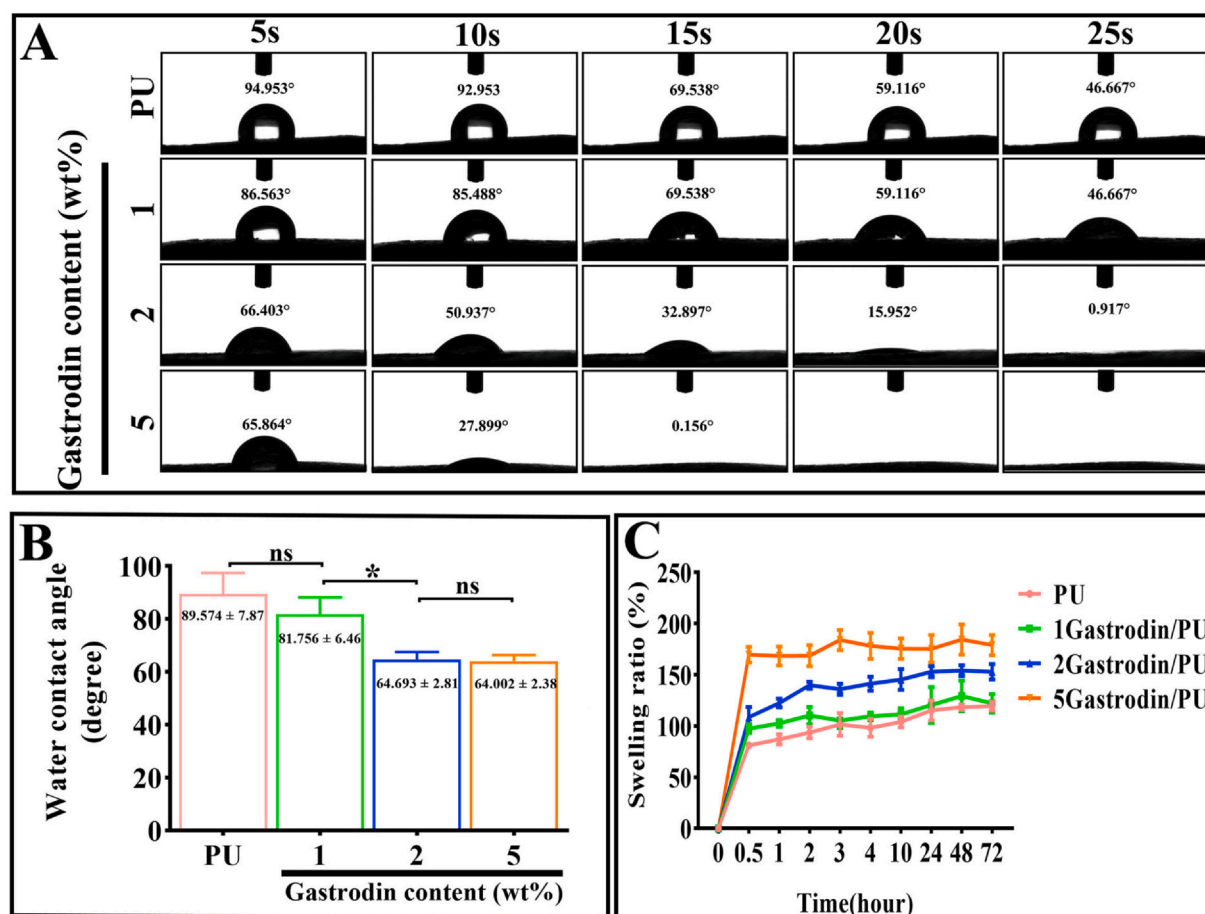 A
5s 10s 15s 20s 25s
PU
94.953° 92.953 69.538° 59.116° 46.667°
Gastrodin content (wt%)
1
86.563° 85.488° 69.538° 59.116° 46.667°
2
66.403° 50.937° 32.897° 15.952° 0.917°
5
65.864° 27.899° 0.156°
B
Water contact angle
(degree)
100
80
60
40
20
0
ns
*
ns
89.574 ± 7.87
81.756 ± 6.46
64.693 ± 2.81
64.002 ± 2.38
PU 1 2 5
Gastrodin content (wt%)
C
Swelling ratio (%)
250
200
150
100
50
0
PU
1Gastrodin/PU
2Gastrodin/PU
5Gastrodin/PU
0 0.5 1 2 3 4 10 24 48 72
Time(hour)